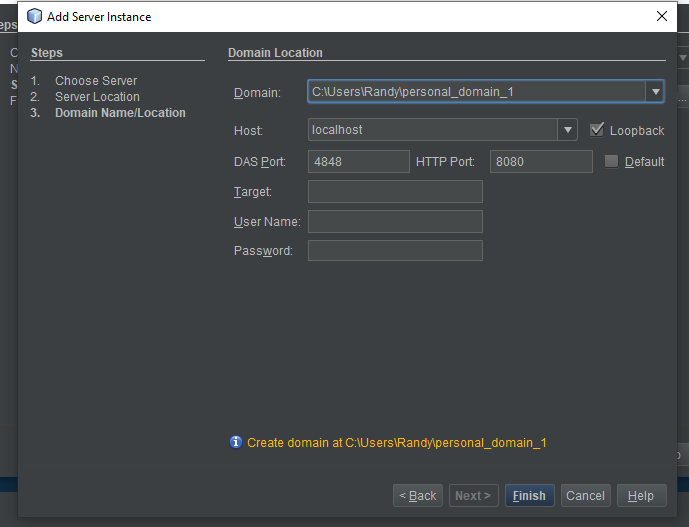 Add Server Instance
eps
Steps
Domain Location
1. Choose Server
2. Server Location
3. Domain Name/Location
Domain: C:\Users\Randy\personal_domain_1
Host: localhost Loopback
DAS Port: 4848 HTTP Port: 8080 Default
Target:
User Name:
Password:
Create domain at C:\Users\Randy\personal_domain_1
< Back Next > Finish Cancel Help